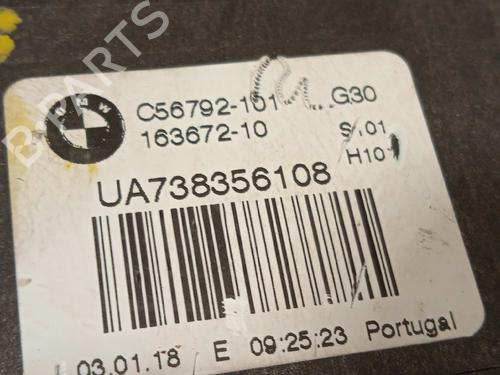 BMW
C56792-101 G30
163672-10 S/.01
H10
UA738356108
03.01.18 E 09:25:23 Portugal
B-PARTS